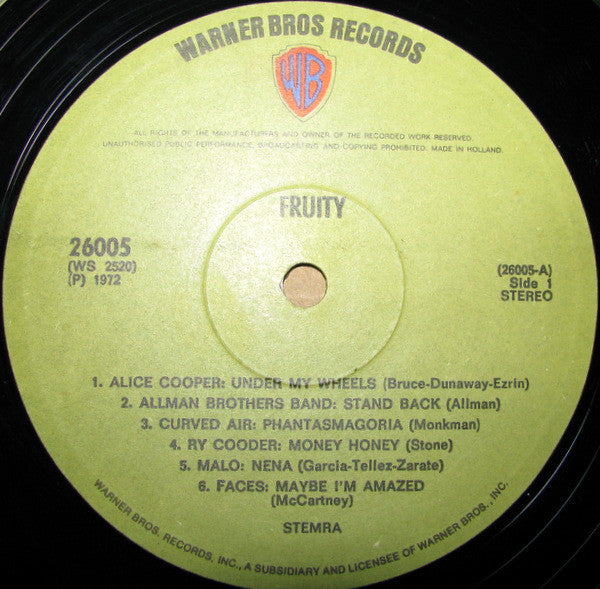 WARNER BROS RECORDS
WB
ALL RIGHTS OF THE MANUFACTURERS AND OWNER OF THE RECORDED WORK RESERVED.
UNAUTHORISED PUBLIC PERFORMANCE, BROADCASTING AND COPYING PROHIBITED. MADE IN HOLLAND.
FRUITY
26005
(WS 2520)
(P) 1972
(26005-A)
Side 1
STEREO
1. ALICE COOPER: UNDER MY WHEELS (Bruce-Dunaway-Ezrin)
2. ALLMAN BROTHERS BAND: STAND BACK (Allman)
3. CURVED AIR: PHANTASMAGORIA (Monkman)
4. RY COODER: MONEY HONEY (Stone)
5. MALO: NENA (Garcia-Tellez-Zarate)
6. FACES: MAYBE I'M AMAZED
(McCartney)
STEMRA
WARNER BROS. RECORDS, INC., A SUBSIDIARY AND LICENSEE OF WARNER BROS., INC.